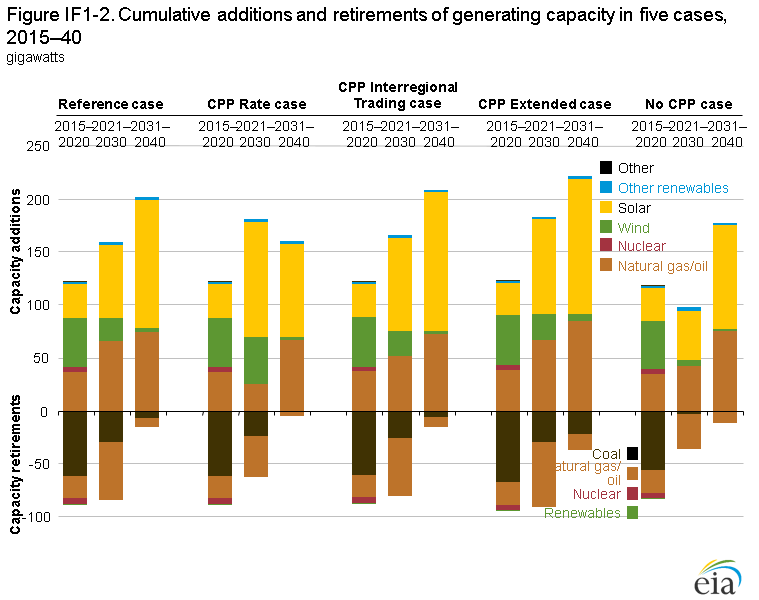 Figure IF1-2. Cumulative additions and retirements of generating capacity in five cases,
2015–40
gigawatts
Reference case
CPP Rate case
CPP Interregional
Trading case
CPP Extended case
No CPP case
2015–2021–2031–
2020 2030 2040
2015–2021–2031–
2020 2030 2040
2015–2021–2031–
2020 2030 2040
2015–2021–2031–
2020 2030 2040
2015–2021–2031–
2020 2030 2040
Capacity additions
250
200
150
100
50
0
-50
-100
Capacity retirements
Other
Other renewables
Solar
Wind
Nuclear
Natural gas/oil
Coal
atural gas/
oil
Nuclear
Renewables
eia